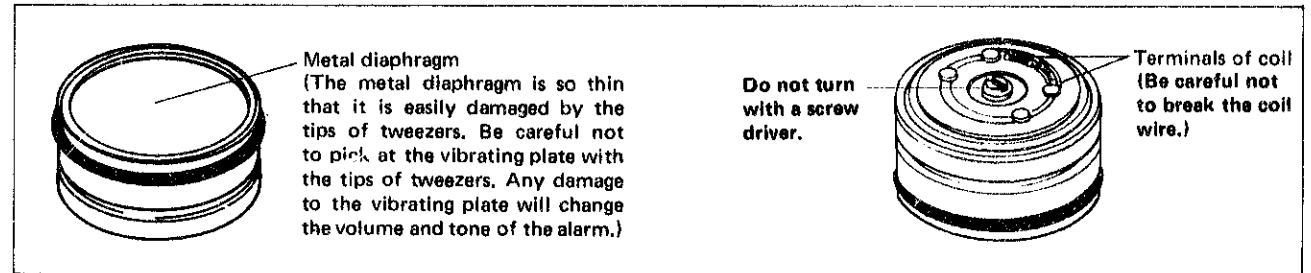 Metal diaphragm
(The metal diaphragm is so thin
that it is easily damaged by the
tips of tweezers. Be careful not
to pick at the vibrating plate with
the tips of tweezers. Any damage
to the vibrating plate will change
the volume and tone of the alarm.)
Do not turn
with a screw
driver.
Terminals of coil
(Be careful not
to break the coil
wire.)